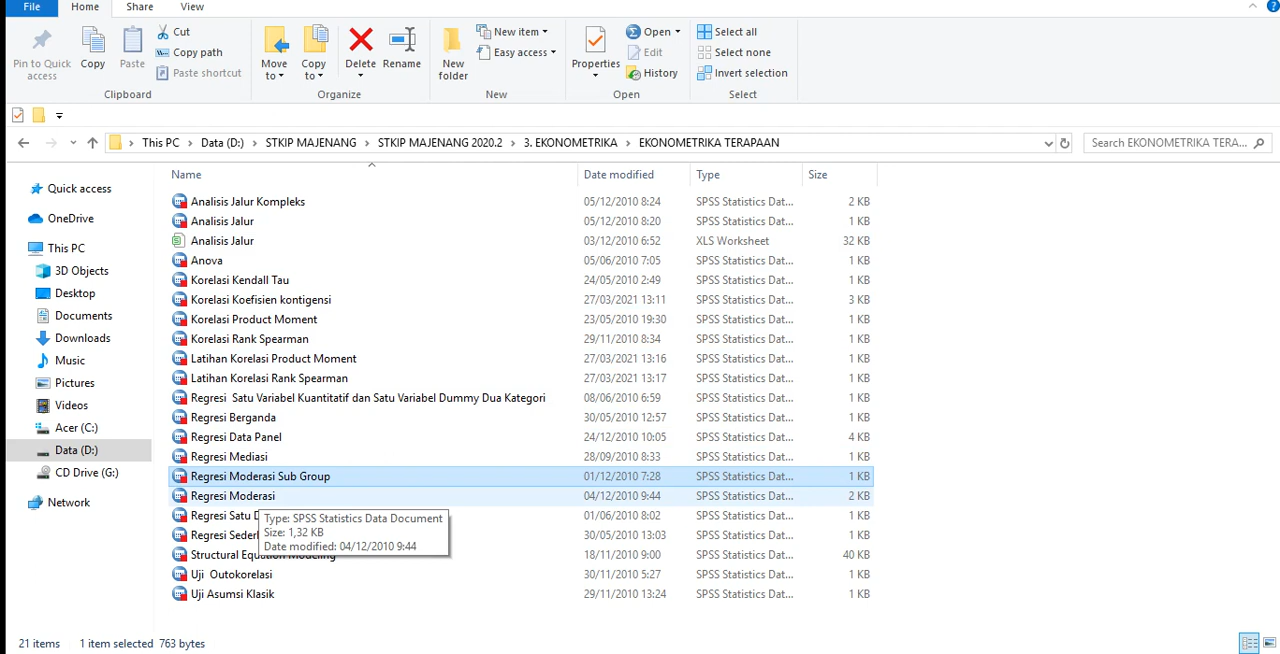 File Home Share View
Pin to Quick access
Copy
Paste
Cut
Copy path
Paste shortcut
Clipboard
Move to
Copy to
Delete
Rename
Organize
New folder
New item
Easy access
New
Properties
Open
Edit
History
Open
Select all
Select none
Invert selection
Select
This PC Data (D:) STKIP MAJENANG STKIP MAJENANG 2020.2 3. EKONOMETRIKA EKONOMETRIKA TERAPAAN
Search EKONOMETRIKA TERA...
Quick access
OneDrive
This PC
3D Objects
Desktop
Documents
Downloads
Music
Pictures
Videos
Acer (C:)
Data (D:)
CD Drive (G:)
Network
Name Date modified Type Size
Analisis Jalur Kompleks 05/12/2010 8:24 SPSS Statistics Dat... 2 KB
Analisis Jalur 05/12/2010 8:20 SPSS Statistics Dat... 1 KB
Analisis Jalur 03/12/2010 6:52 XLS Worksheet 32 KB
Anova 05/06/2010 7:05 SPSS Statistics Dat... 1 KB
Korelasi Kendall Tau 24/05/2010 2:49 SPSS Statistics Dat... 1 KB
Korelasi Koefisien kontigensi 27/03/2021 13:11 SPSS Statistics Dat... 3 KB
Korelasi Product Moment 23/05/2010 19:30 SPSS Statistics Dat... 1 KB
Korelasi Rank Spearman 29/11/2010 8:34 SPSS Statistics Dat... 1 KB
Latihan Korelasi Product Moment 27/03/2021 13:16 SPSS Statistics Dat... 1 KB
Latihan Korelasi Rank Spearman 27/03/2021 13:17 SPSS Statistics Dat... 1 KB
Regresi Satu Variabel Kuantitatif dan Satu Variabel Dummy Dua Kategori 08/06/2010 6:59 SPSS Statistics Dat... 1 KB
Regresi Berganda 30/05/2010 12:57 SPSS Statistics Dat... 1 KB
Regresi Data Panel 24/12/2010 10:05 SPSS Statistics Dat... 4 KB
Regresi Mediasi 28/09/2010 8:33 SPSS Statistics Dat... 1 KB
Regresi Moderasi Sub Group 01/12/2010 7:28 SPSS Statistics Dat... 1 KB
Regresi Moderasi 04/12/2010 9:44 SPSS Statistics Dat... 2 KB
Regresi Satu D 01/06/2010 8:02 SPSS Statistics Dat... 1 KB
Regresi Seder 30/05/2010 13:03 SPSS Statistics Dat... 1 KB
Structural Equation Modeling 18/11/2010 9:00 SPSS Statistics Dat... 40 KB
Uji Outokorelasi 30/11/2010 5:27 SPSS Statistics Dat... 1 KB
Uji Asumsi Klasik 29/11/2010 13:24 SPSS Statistics Dat... 1 KB
Type: SPSS Statistics Data Document
Size: 1,32 KB
Date modified: 04/12/2010 9:44
21 items 1 item selected 763 bytes